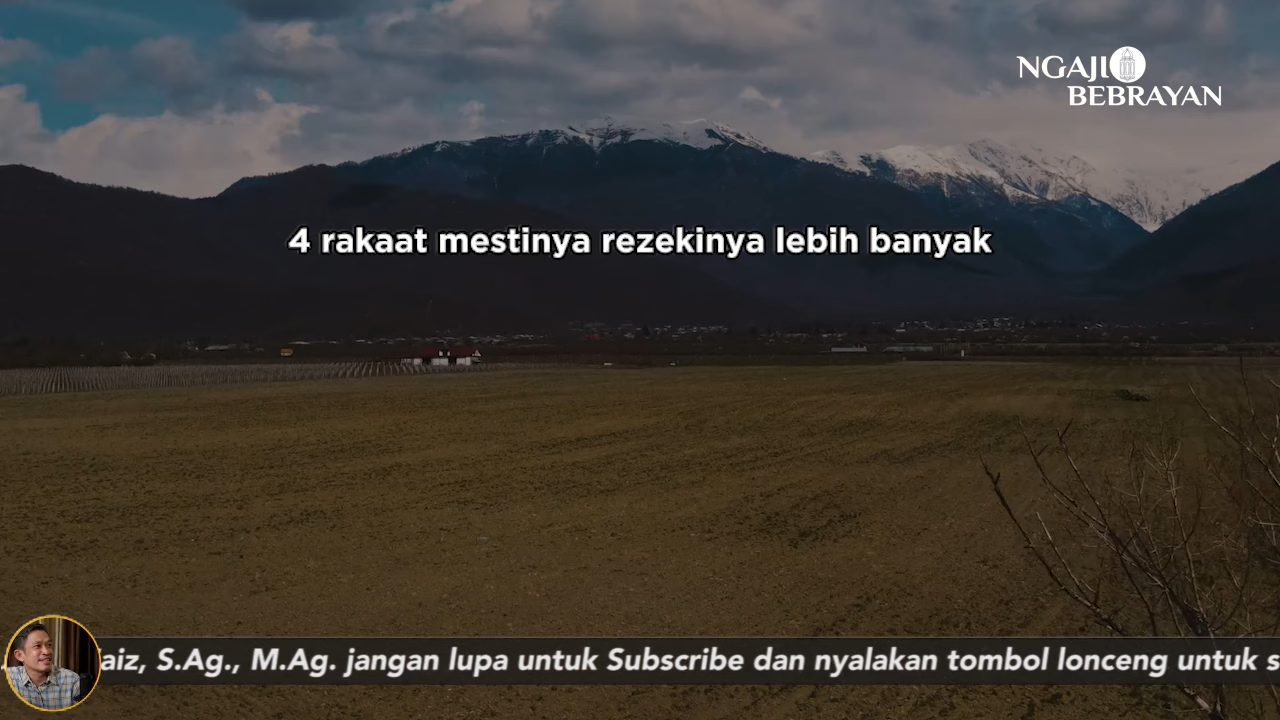 NGAJI
BEBRAYAN
4 rakaat mestinya rezekinya lebih banyak
aiz, S.Ag., M.Ag. jangan lupa untuk Subscribe dan nyalakan tombol lonceng untuk s